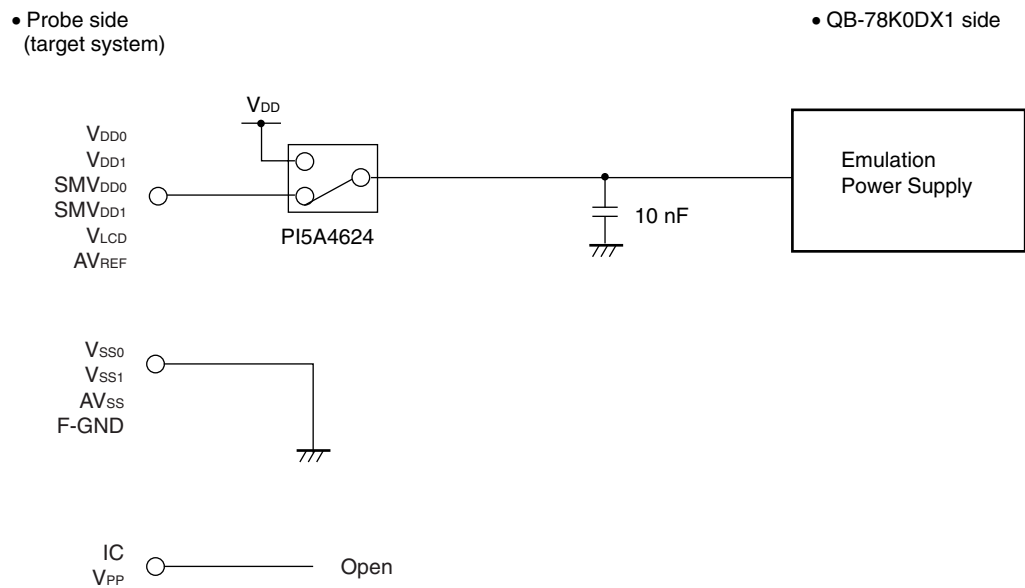 • Probe side
(target system)
• QB-78K0DX1 side
VDD
VDD0
VDD1
SMVDD0
SMVDD1
VLCD
AVREF
PI5A4624
10 nF
Emulation
Power Supply
VSS0
VSS1
AVSS
F-GND
IC
VPP
Open